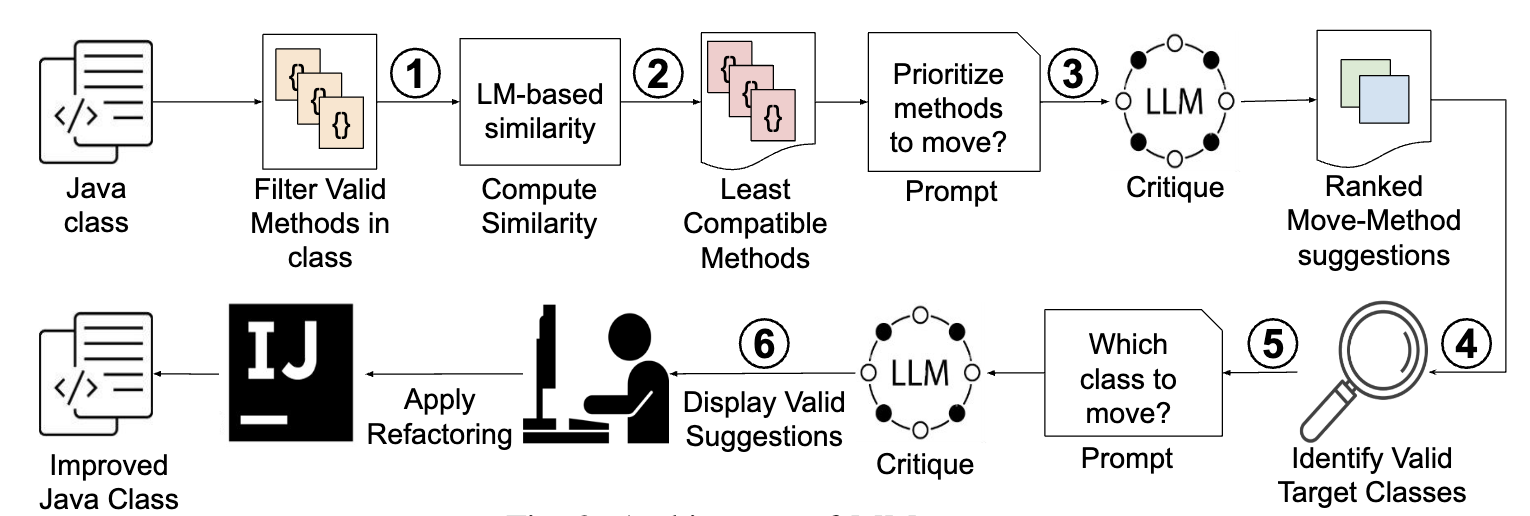 1
2
3
4
5
6
</>
{}
{}
{}
LM-based
similarity
{}
{}
{}
Prioritize
methods
to move?
LLM
Java
class
Filter Valid
Methods in
class
Compute
Similarity
Least
Compatible
Methods
Prompt
Critique
Ranked
Move-Method
suggestions
</>
Improved
Java Class
IJ
Apply
Refactoring
Display Valid
Suggestions
LLM
Critique
Which
class to
move?
Prompt
Identify Valid
Target Classes